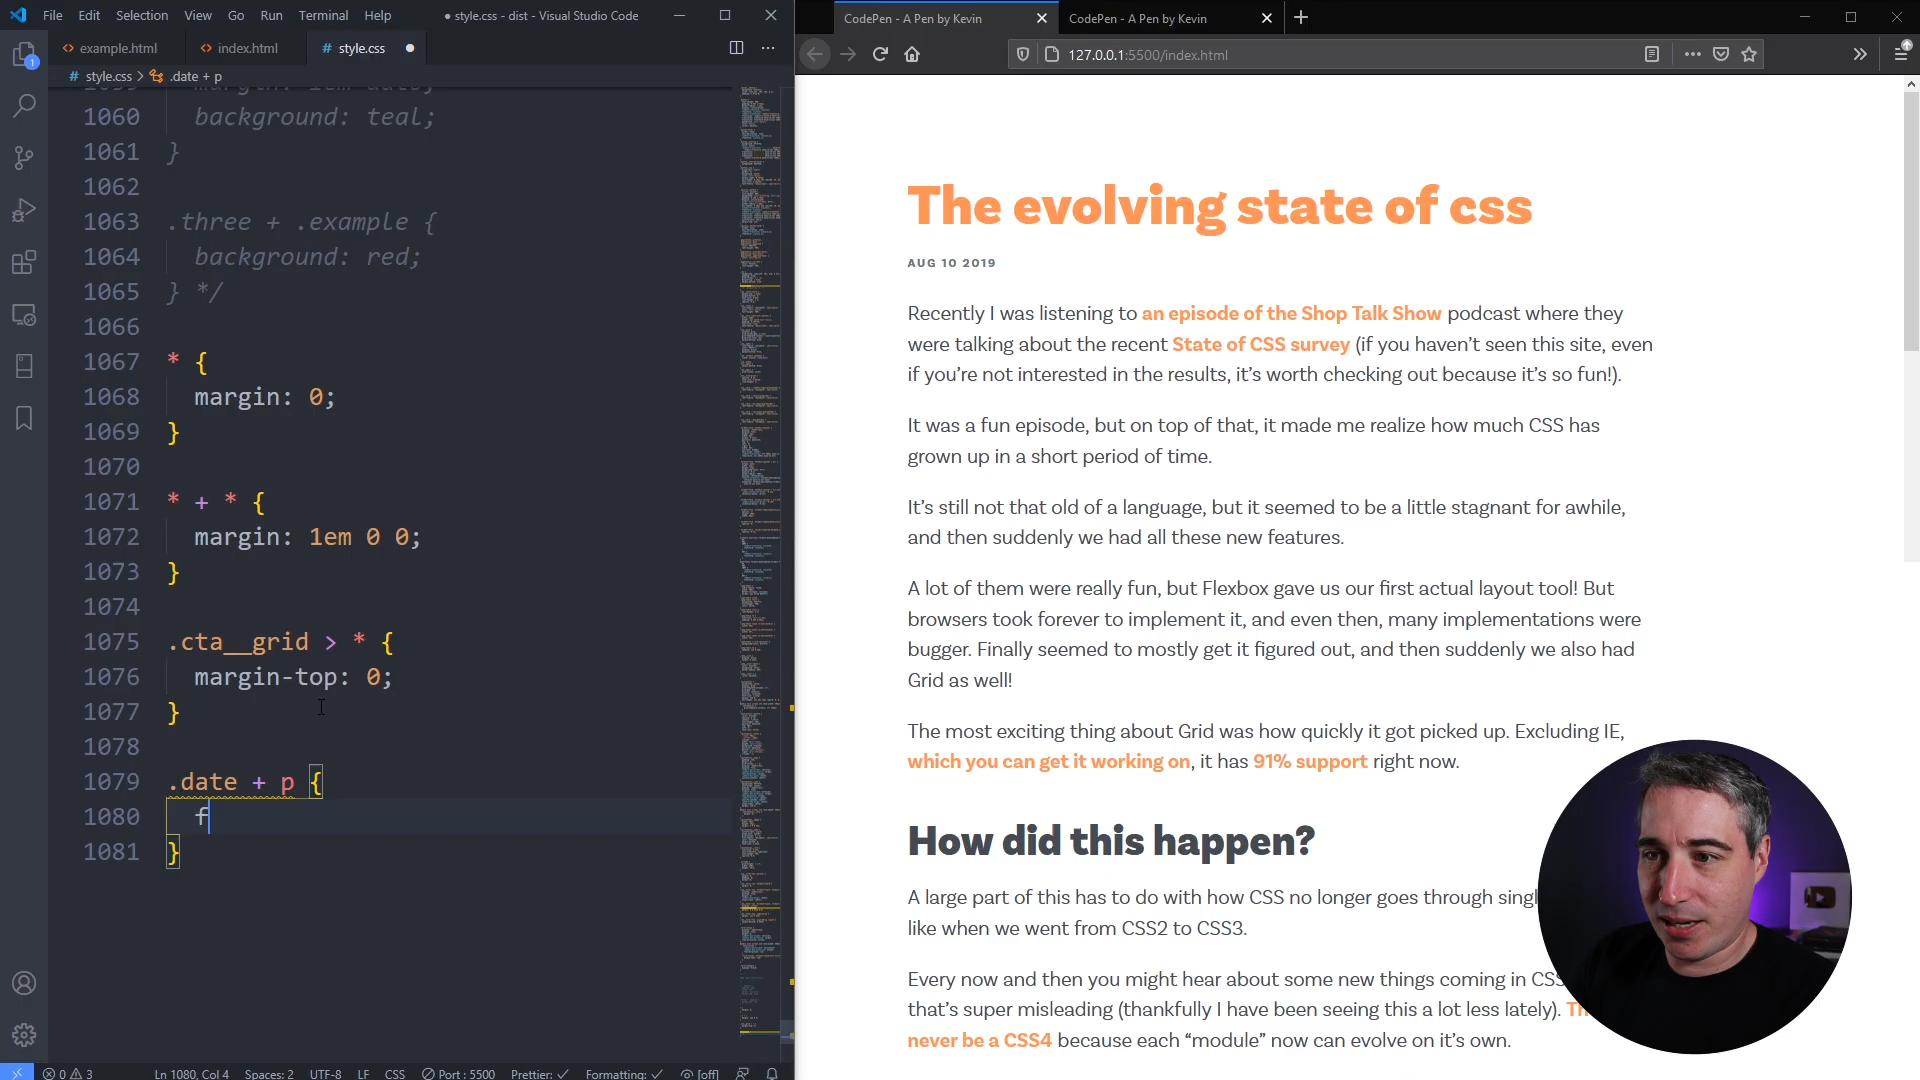 File Edit Selection View Go Run Terminal Help
● style.css - dist - Visual Studio Code
example.html index.html # style.css
# style.css > .date + p
1
1060 background: teal;
1061 }
1062
1063 .three + .example {
1064 background: red;
1065 } */
1066
1067 * {
1068 margin: 0;
1069 }
1070
1071 * + * {
1072 margin: 1em 0 0;
1073 }
1074
1075 .cta__grid > * {
1076 margin-top: 0;
1077 }
1078
1079 .date + p {
1080 f
1081 }
0 3 Ln 1080, Col 4 Spaces: 2 UTF-8 LF CSS Port : 5500 Prettier: ✓ Formatting: ✓ [off]
CodePen - A Pen by Kevin
CodePen - A Pen by Kevin
127.0.0.1:5500/index.html
The evolving state of css
AUG 10 2019
Recently I was listening to an episode of the Shop Talk Show podcast where they
were talking about the recent State of CSS survey (if you haven’t seen this site, even
if you’re not interested in the results, it’s worth checking out because it’s so fun!).
It was a fun episode, but on top of that, it made me realize how much CSS has
grown up in a short period of time.
It’s still not that old of a language, but it seemed to be a little stagnant for awhile,
and then suddenly we had all these new features.
A lot of them were really fun, but Flexbox gave us our first actual layout tool! But
browsers took forever to implement it, and even then, many implementations were
bugger. Finally seemed to mostly get it figured out, and then suddenly we also had
Grid as well!
The most exciting thing about Grid was how quickly it got picked up. Excluding IE,
which you can get it working on, it has 91% support right now.
How did this happen?
A large part of this has to do with how CSS no longer goes through singl
like when we went from CSS2 to CSS3.
Every now and then you might hear about some new things coming in CSS
that’s super misleading (thankfully I have been seeing this a lot less lately). Th
never be a CSS4 because each “module” now can evolve on it’s own.